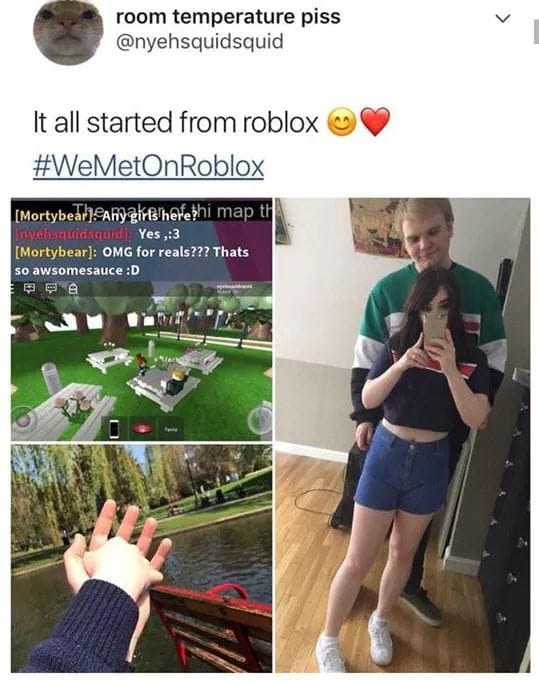 room temperature piss
@nyehsquidsquid
It all started from roblox 😊❤️
#WeMetOnRoblox
The maker of thi map th
[Mortybear]: Any girls here?
[nyehsquidsquid]: Yes ,:3
[Mortybear]: OMG for reals??? Thats
so awsomesauce :D